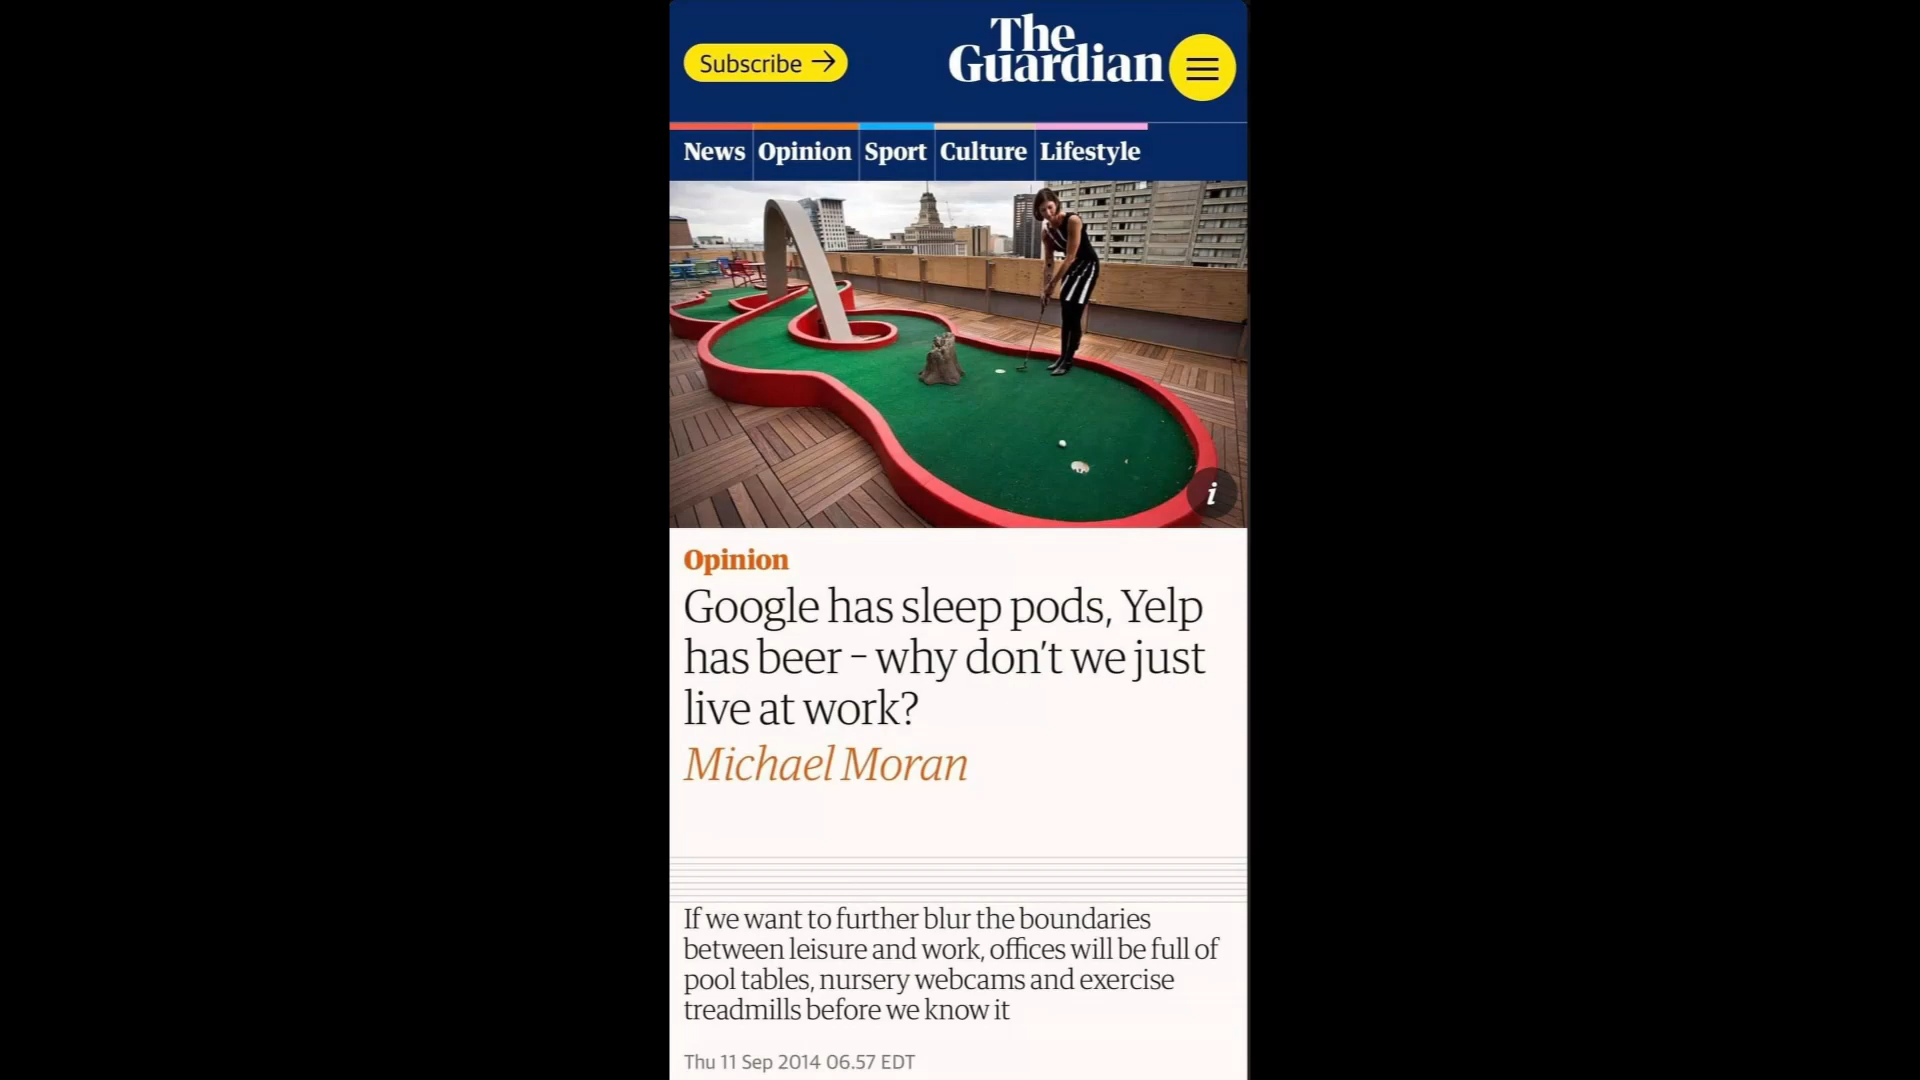 Subscribe →
The
Guardian
News Opinion Sport Culture Lifestyle
i
Opinion
Google has sleep pods, Yelp
has beer – why don’t we just
live at work?
Michael Moran
If we want to further blur the boundaries
between leisure and work, offices will be full of
pool tables, nursery webcams and exercise
treadmills before we know it
Thu 11 Sep 2014 06.57 EDT